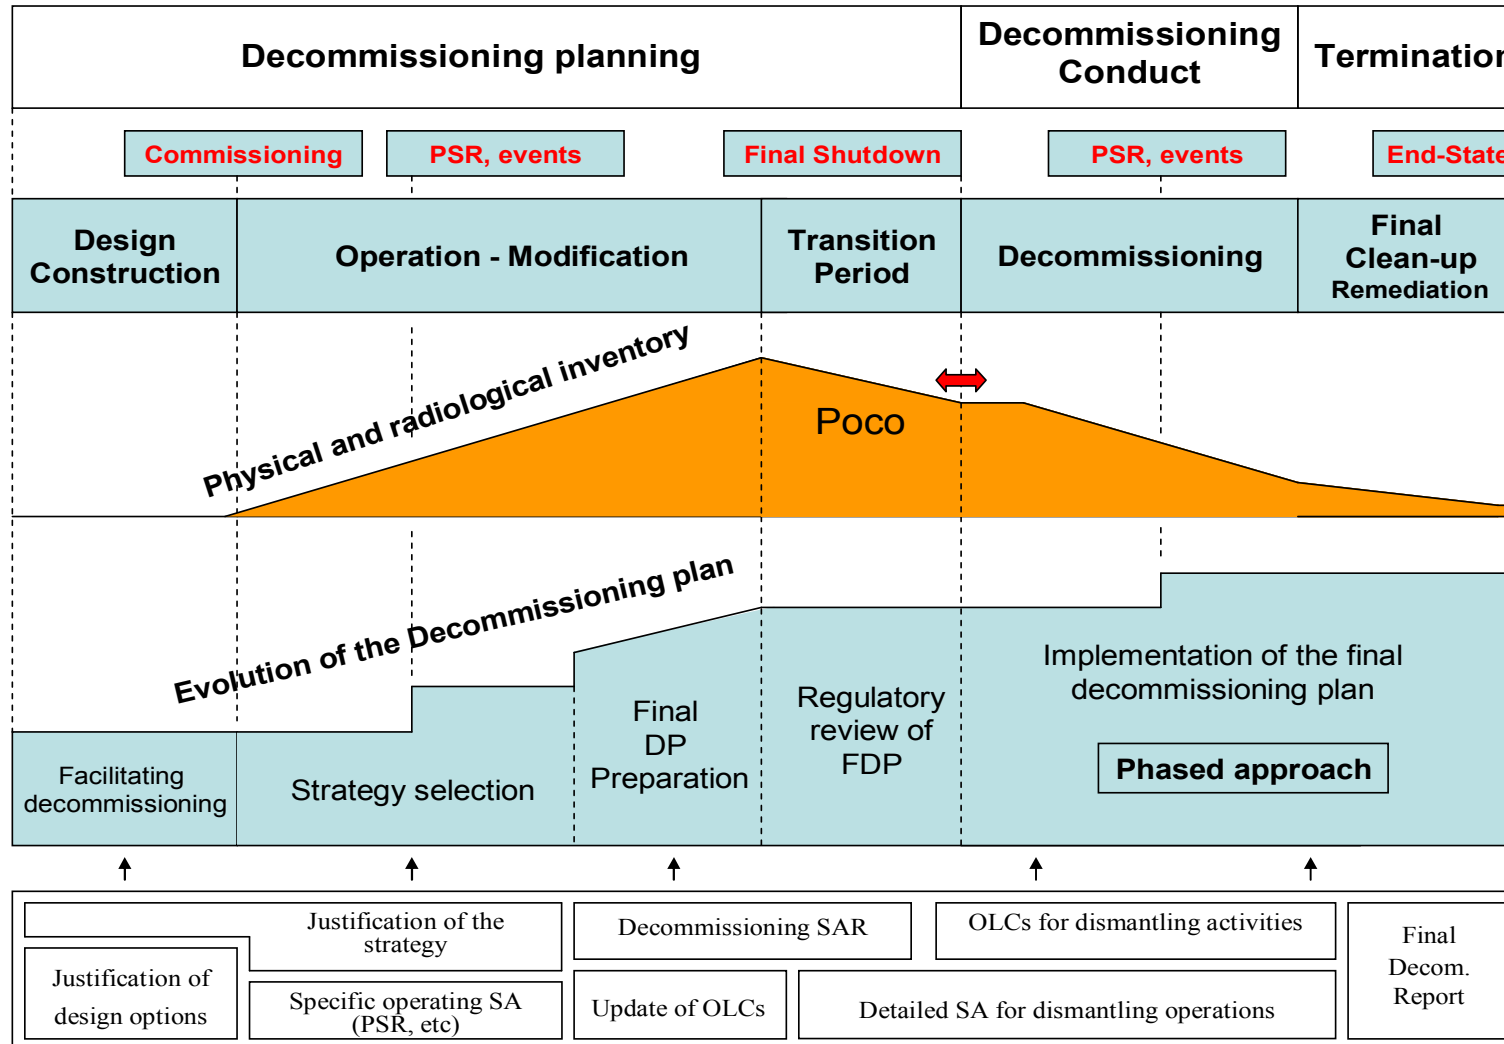 Decommissioning planning
Decommissioning
Conduct
Termination
Commissioning
PSR, events
Final Shutdown
PSR, events
End-State
Design
Construction
Operation - Modification
Transition
Period
Decommissioning
Final
Clean-up
Remediation
Physical and radiological inventory
Poco
Evolution of the Decommissioning plan
Facilitating
decommissioning
Strategy selection
Final
DP
Preparation
Regulatory
review of
FDP
Implementation of the final
decommissioning plan
Phased approach
Justification of the
strategy
Justification of
design options
Specific operating SA
(PSR, etc)
Decommissioning SAR
Update of OLCs
OLCs for dismantling activities
Detailed SA for dismantling operations
Final
Decom.
Report